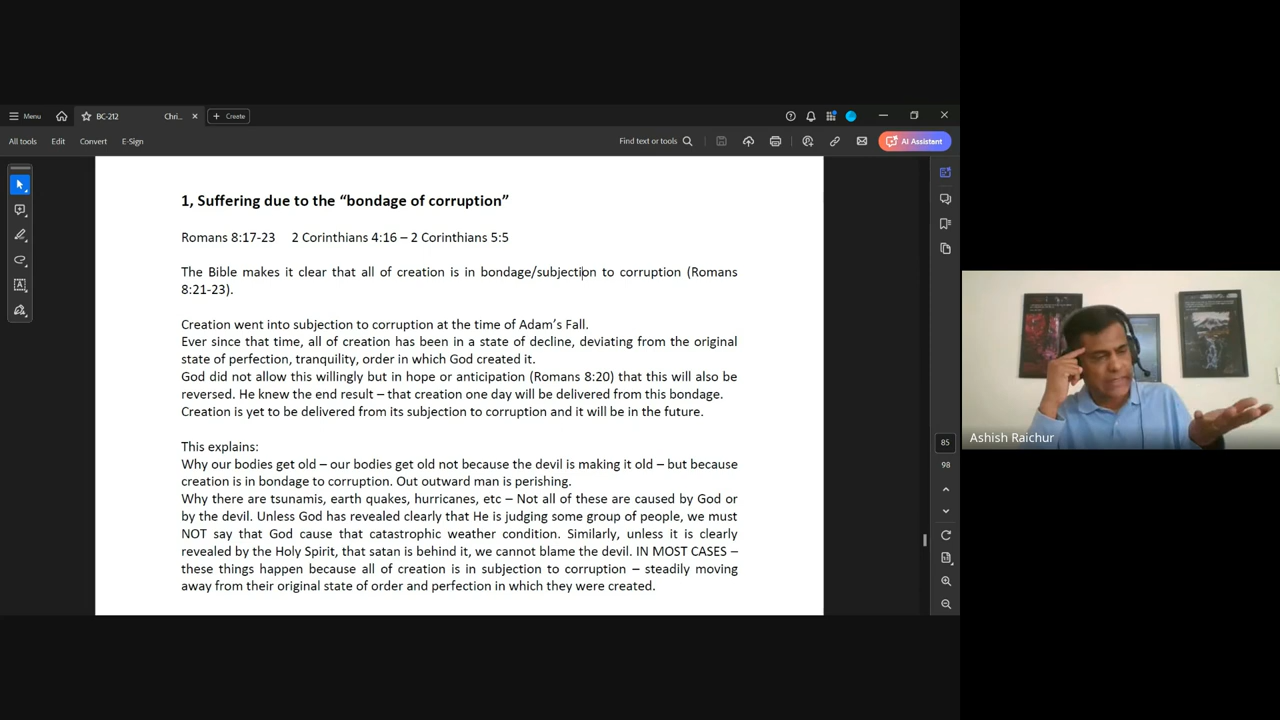 Menu
BC-212
Chri...
Create
All tools
Edit
Convert
E-Sign
Find text or tools
AI Assistant
1, Suffering due to the “bondage of corruption”
Romans 8:17-23 2 Corinthians 4:16 – 2 Corinthians 5:5
The Bible makes it clear that all of creation is in bondage/subjection to corruption (Romans
8:21-23).
Creation went into subjection to corruption at the time of Adam’s Fall.
Ever since that time, all of creation has been in a state of decline, deviating from the original
state of perfection, tranquility, order in which God created it.
God did not allow this willingly but in hope or anticipation (Romans 8:20) that this will also be
reversed. He knew the end result – that creation one day will be delivered from this bondage.
Creation is yet to be delivered from its subjection to corruption and it will be in the future.
This explains:
Why our bodies get old – our bodies get old not because the devil is making it old – but because
creation is in bondage to corruption. Out outward man is perishing.
Why there are tsunamis, earth quakes, hurricanes, etc – Not all of these are caused by God or
by the devil. Unless God has revealed clearly that He is judging some group of people, we must
NOT say that God cause that catastrophic weather condition. Similarly, unless it is clearly
revealed by the Holy Spirit, that satan is behind it, we cannot blame the devil. IN MOST CASES –
these things happen because all of creation is in subjection to corruption – steadily moving
away from their original state of order and perfection in which they were created.
85
98
Ashish Raichur